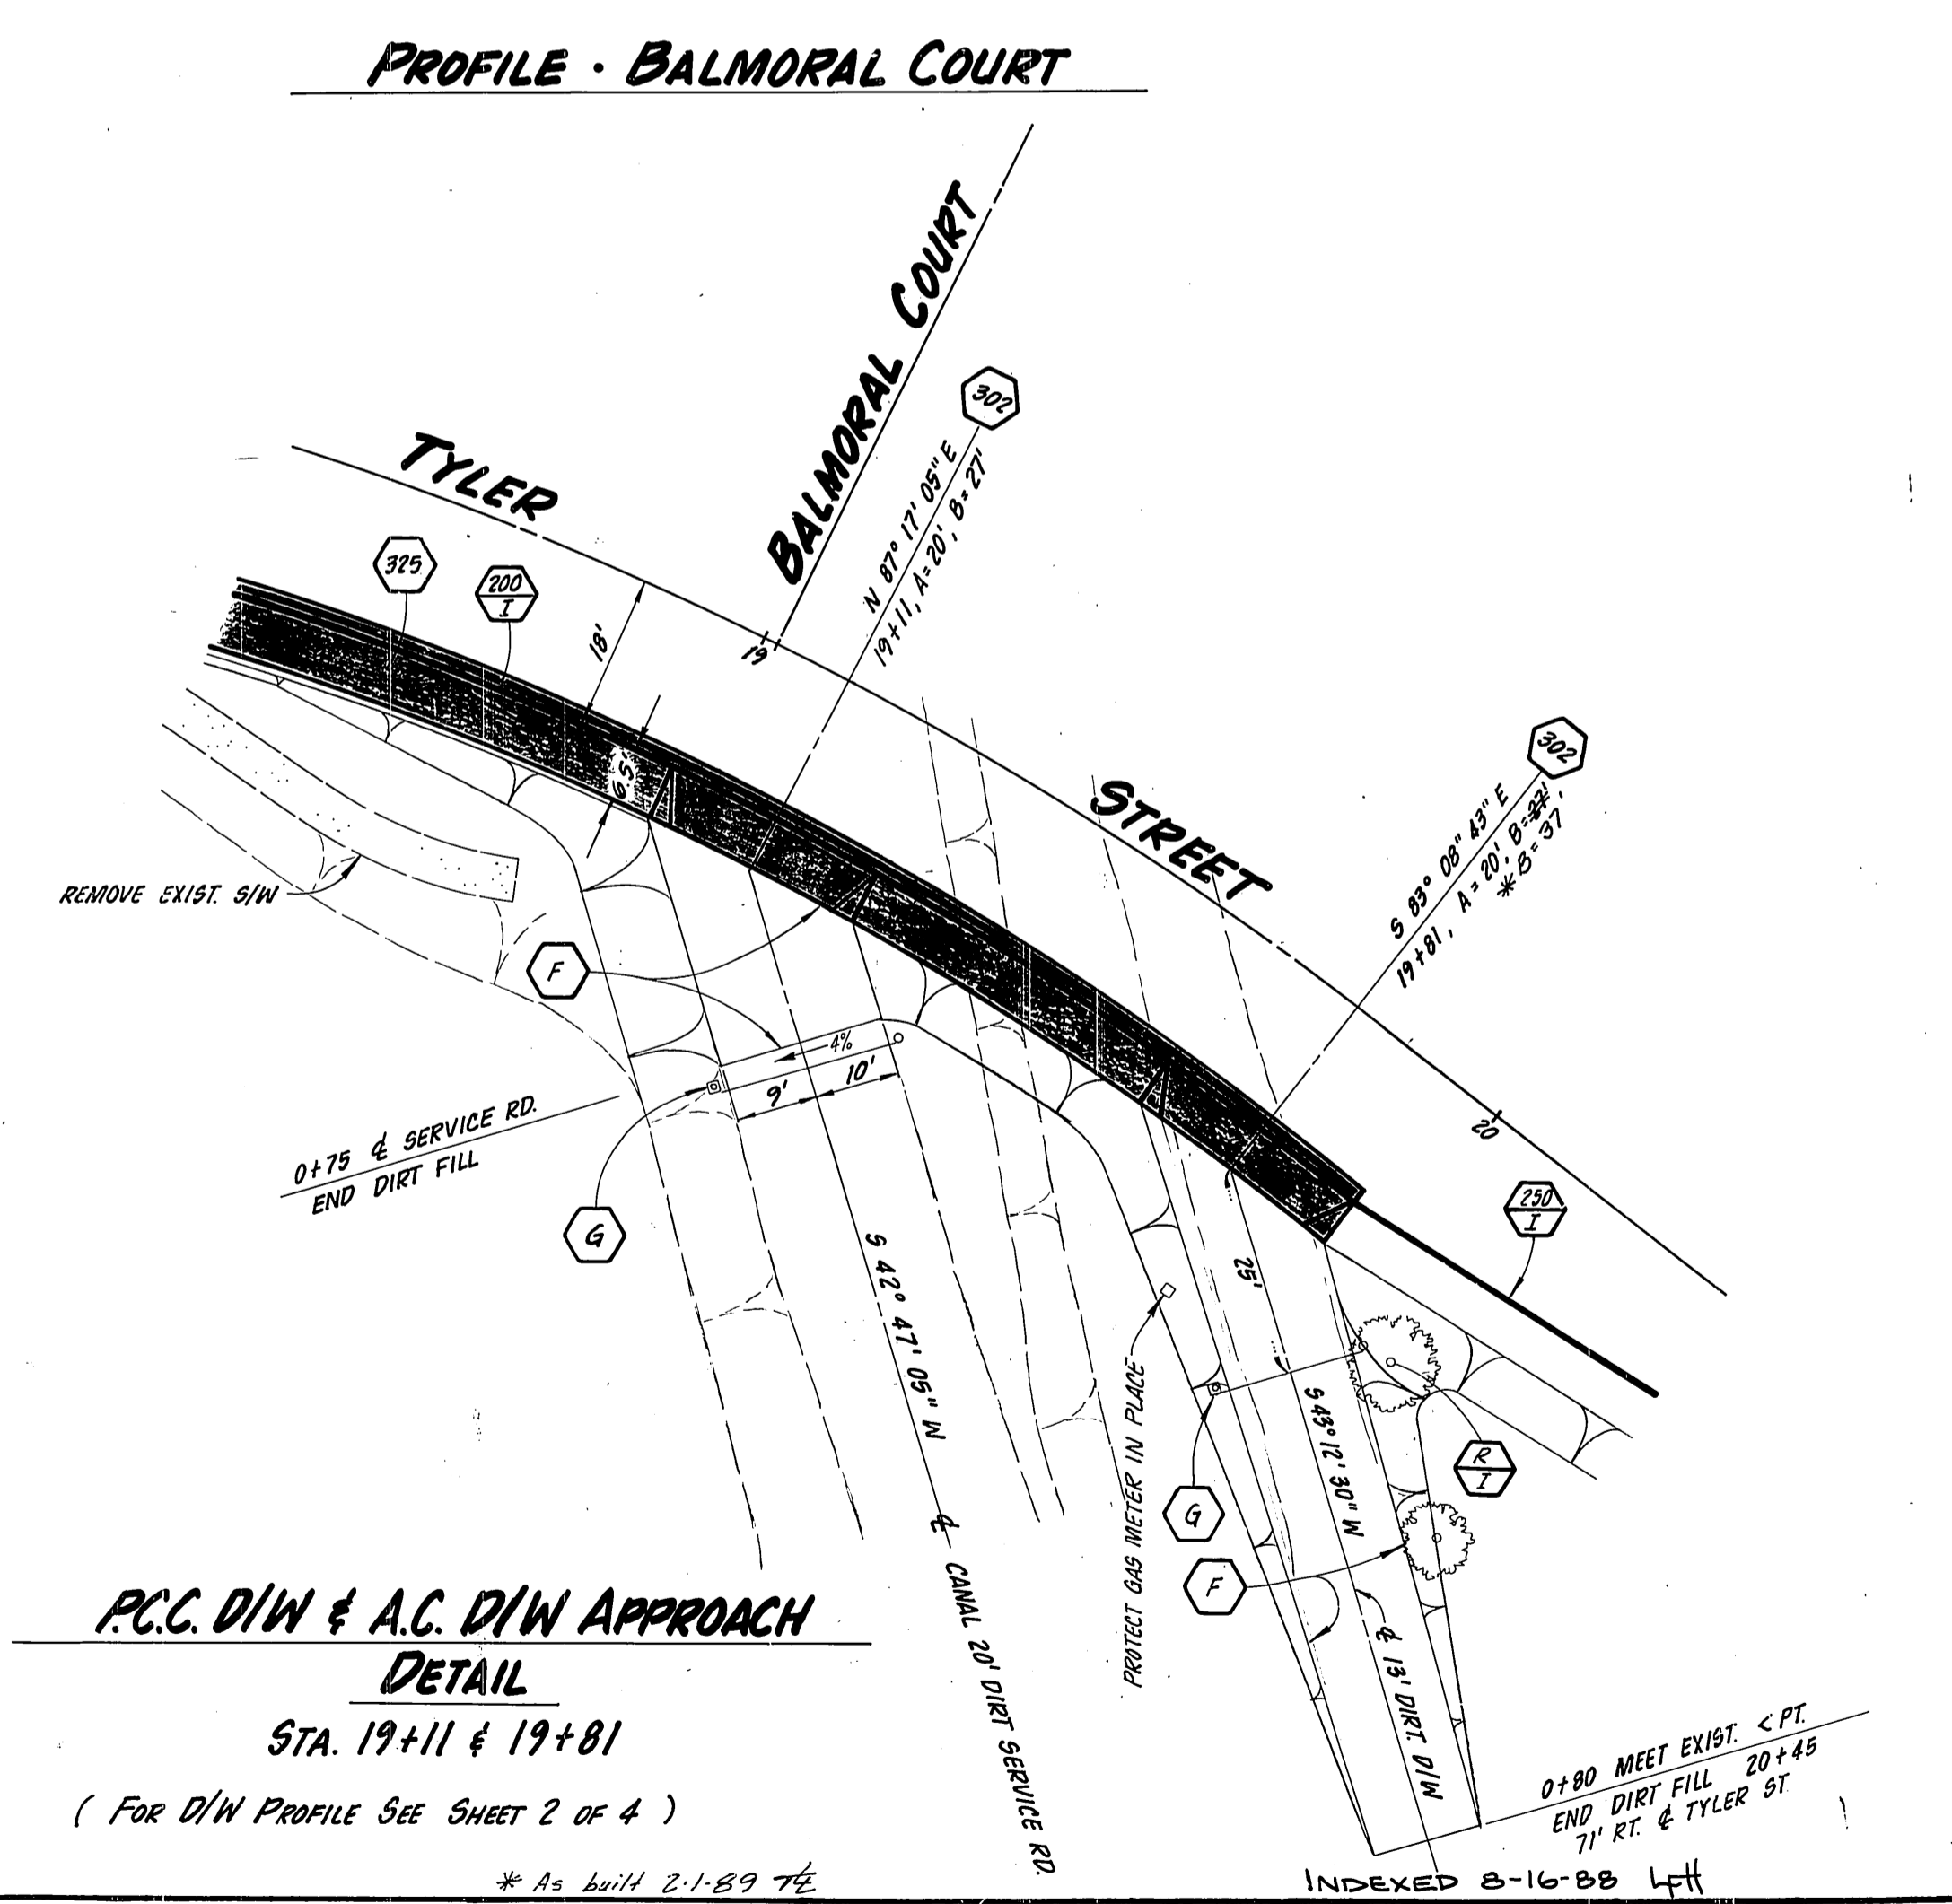 PROFILE · BALMORAL COURT
TYLER
BALMORAL COURT
302
N 87° 17' 05" E
19+11, A=20', B=27'
325
200
I
18'
19
6.5'
STREET
302
S 83° 08" 43" E
19+81, A=20', B=27'
* B=37'
REMOVE EXIST. S/W
F
4%
9'
10'
0+75 ℄ SERVICE RD.
END DIRT FILL
G
20
250
I
25'
S 42° 47' 05" W
℄ CANAL 20' DIRT SERVICE RD.
PROTECT GAS METER IN PLACE
S 43° 12' 30" W
R
I
G
F
℄ 13' DIRT D/W
P.C.C. D/W & A.C. D/W APPROACH
DETAIL
STA. 19+11 & 19+81
( FOR D/W PROFILE SEE SHEET 2 OF 4 )
0+80 MEET EXIST. < PT.
END DIRT FILL 20+45
71' RT. ℄ TYLER ST.
* As built 2-1-89
INDEXED 8-16-88